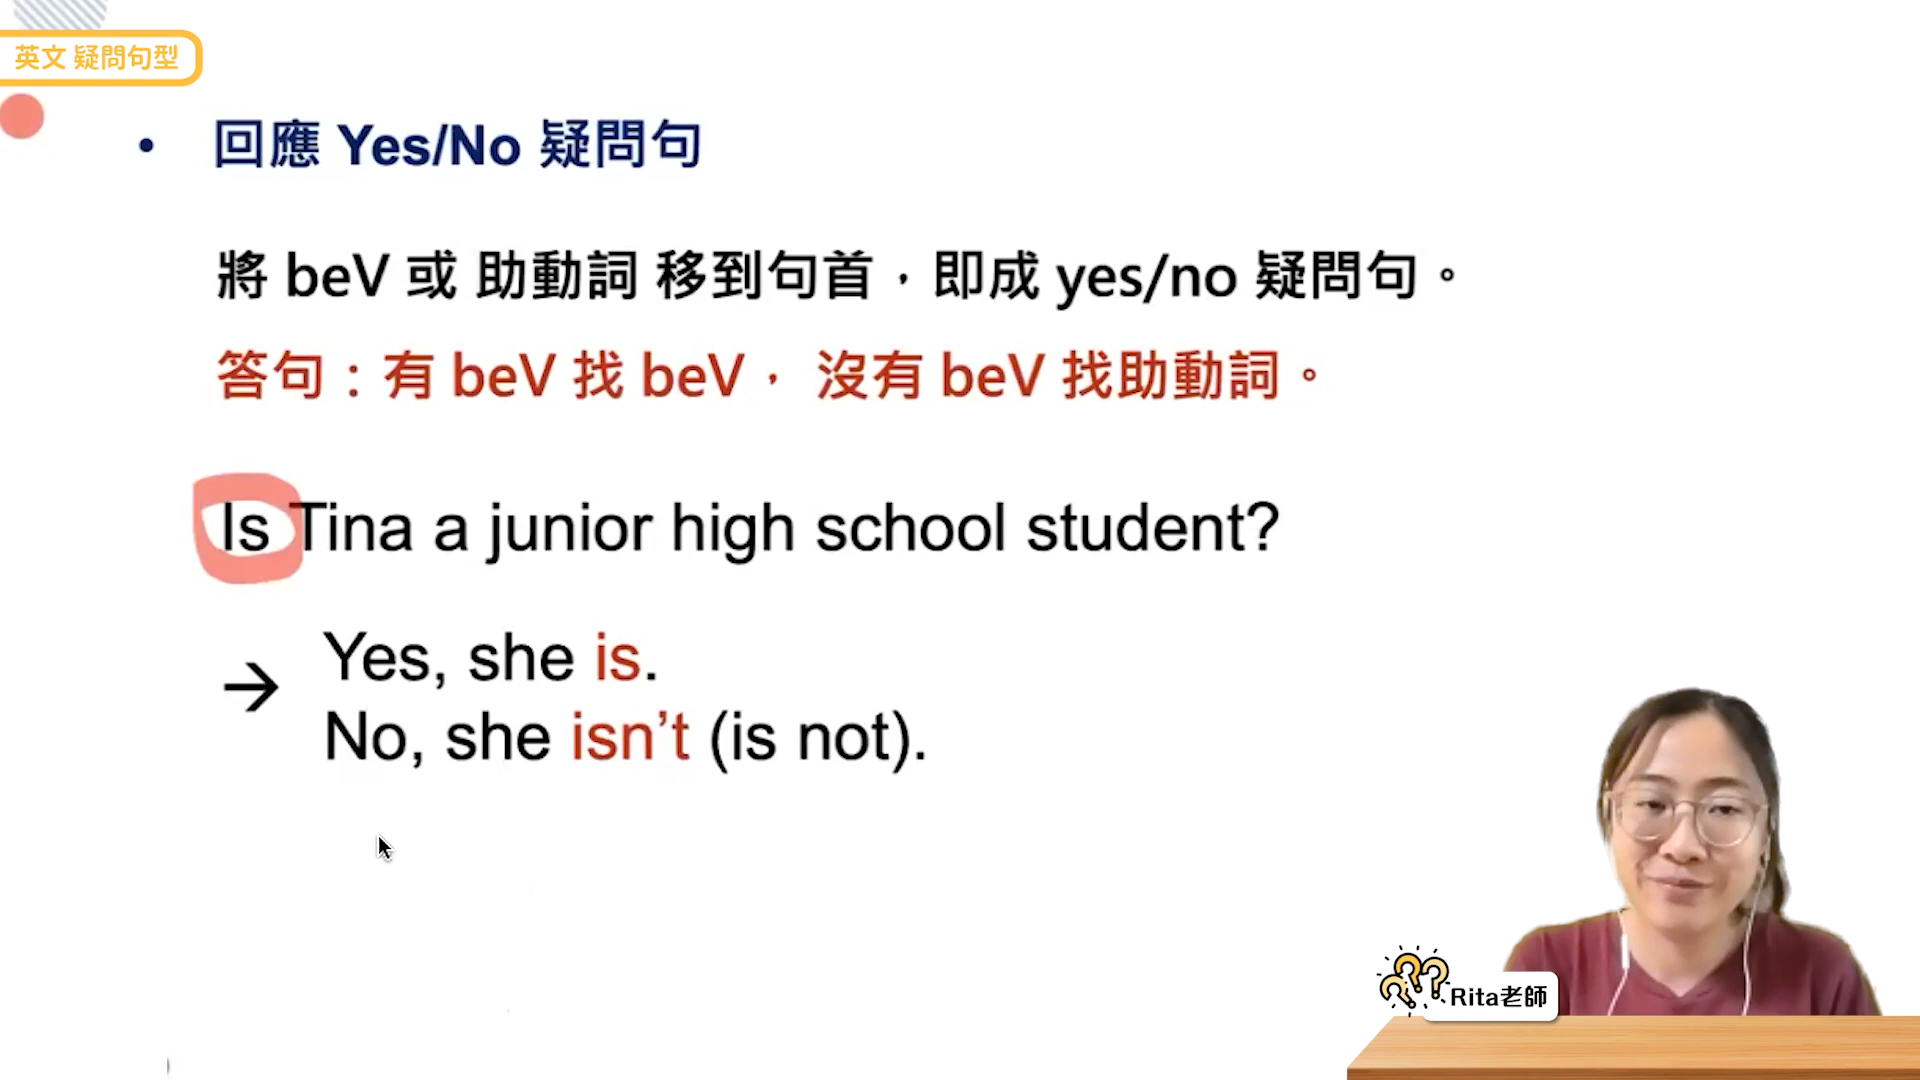 英文 疑問句型
• 回應 Yes/No 疑問句
將 beV 或 助動詞 移到句首，即成 yes/no 疑問句。
答句：有 beV 找 beV， 沒有 beV 找助動詞。
Is Tina a junior high school student?
→ Yes, she is.
No, she isn’t (is not).
Rita老師